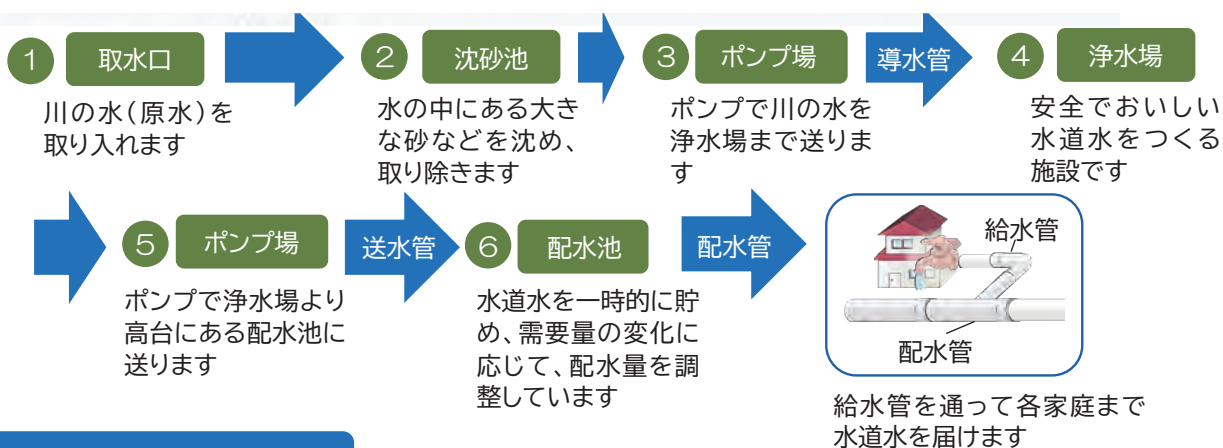 1 取水口
川の水(原水)を
取り入れます
2 沈砂池
水の中にある大き
な砂などを沈め、
取り除きます
3 ポンプ場
ポンプで川の水を
浄水場まで送りま
す
導水管
4 浄水場
安全でおいしい
水道水をつくる
施設です
5 ポンプ場
ポンプで浄水場より
高台にある配水池に
送ります
送水管
6 配水池
水道水を一時的に貯
め、需要量の変化に
応じて、配水量を調
整しています
配水管
給水管
配水管
給水管を通って各家庭まで
水道水を届けます